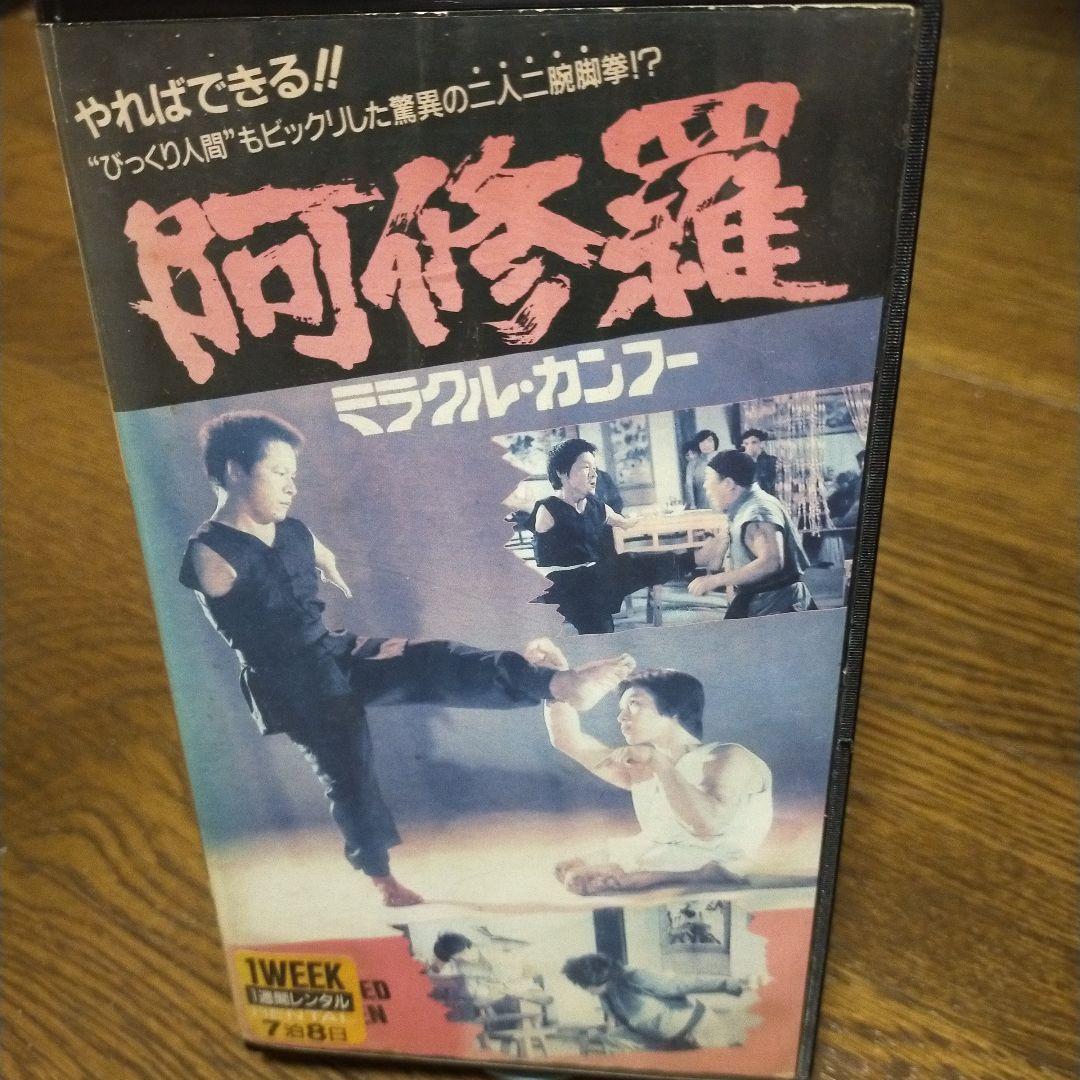 やればできる!!
“びっくり人間”もビックリした驚異の二人二腕脚拳!?
阿修羅
ミラクル・カンフー
1WEEK
1週間レンタル
7泊8日
ED
EN